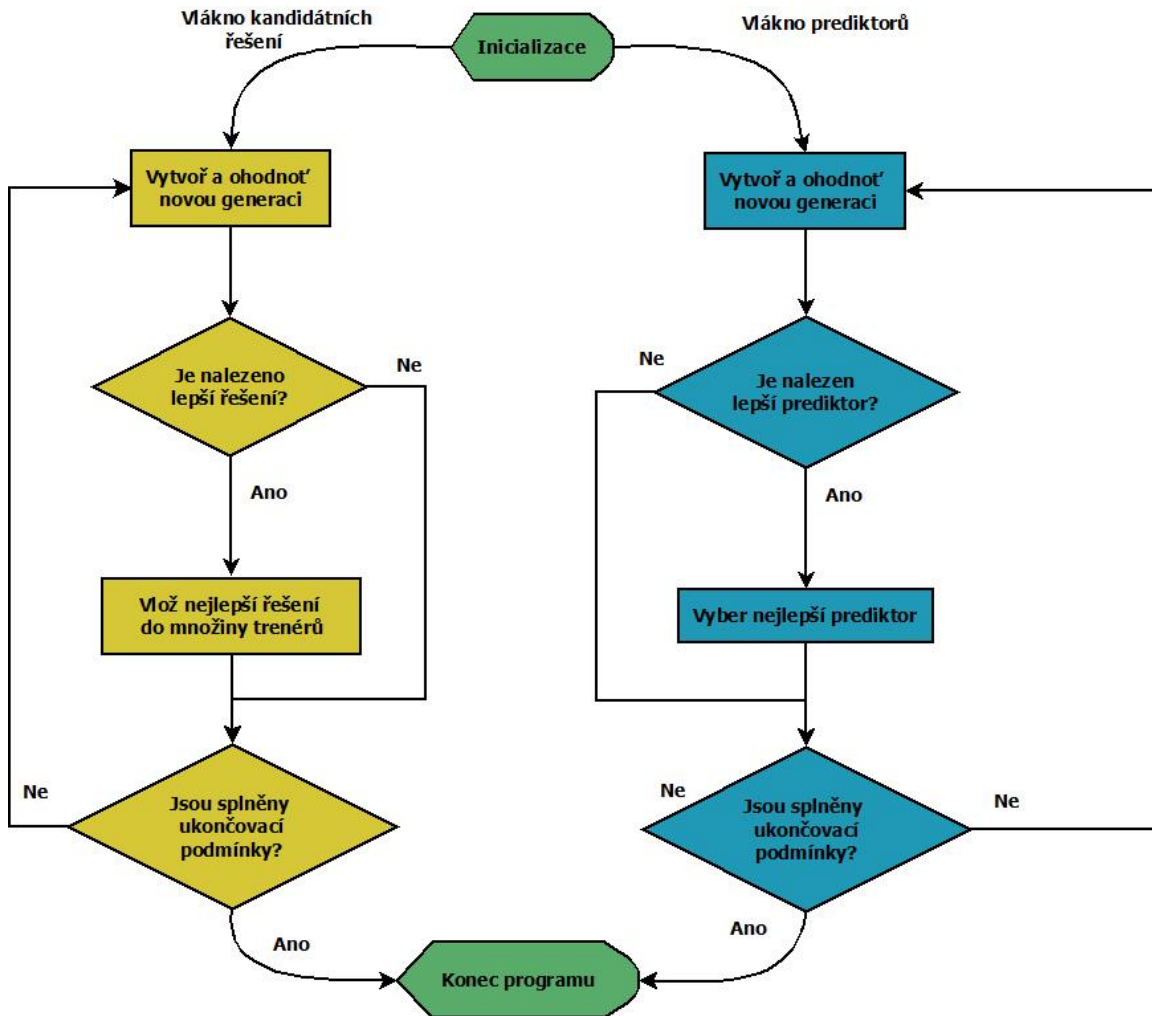 Vlákno kandidátních
řešení
Inicializace
Vlákno prediktorů
Vytvoř a ohodnoť
novou generaci
Vytvoř a ohodnoť
novou generaci
Je nalezeno
lepší řešení?
Ne
Ne
Je nalezen
lepší prediktor?
Ano
Ano
Vlož nejlepší řešení
do množiny trenérů
Vyber nejlepší prediktor
Ne
Jsou splněny
ukončovací
podmínky?
Ne
Jsou splněny
ukončovací
podmínky?
Ne
Ano
Ano
Konec programu